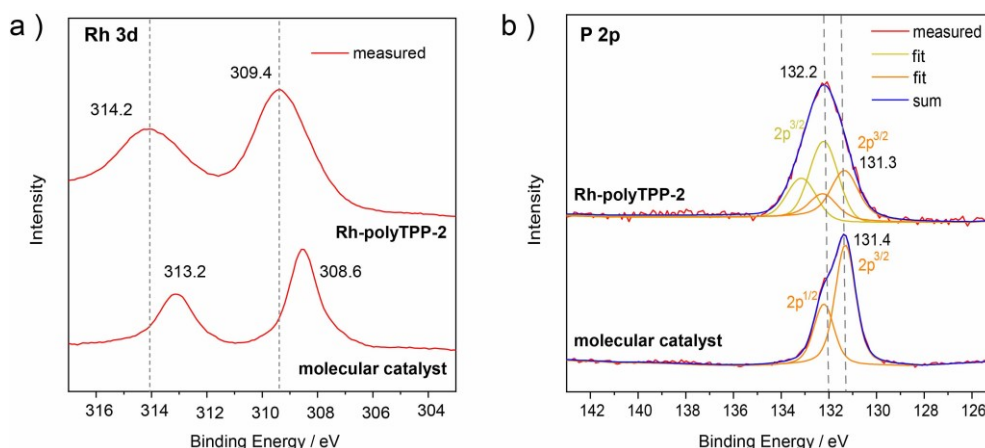 a )
Rh 3d
measured
309.4
314.2
Rh-polyTPP-2
313.2
308.6
molecular catalyst
Intensity
316 314 312 310 308 306 304
Binding Energy / eV
b )
P 2p
measured
fit
fit
sum
132.2
2p3/2
2p3/2
131.3
Rh-polyTPP-2
131.4
2p3/2
2p1/2
molecular catalyst
Intensity
142 140 138 136 134 132 130 128 126
Binding Energy / eV